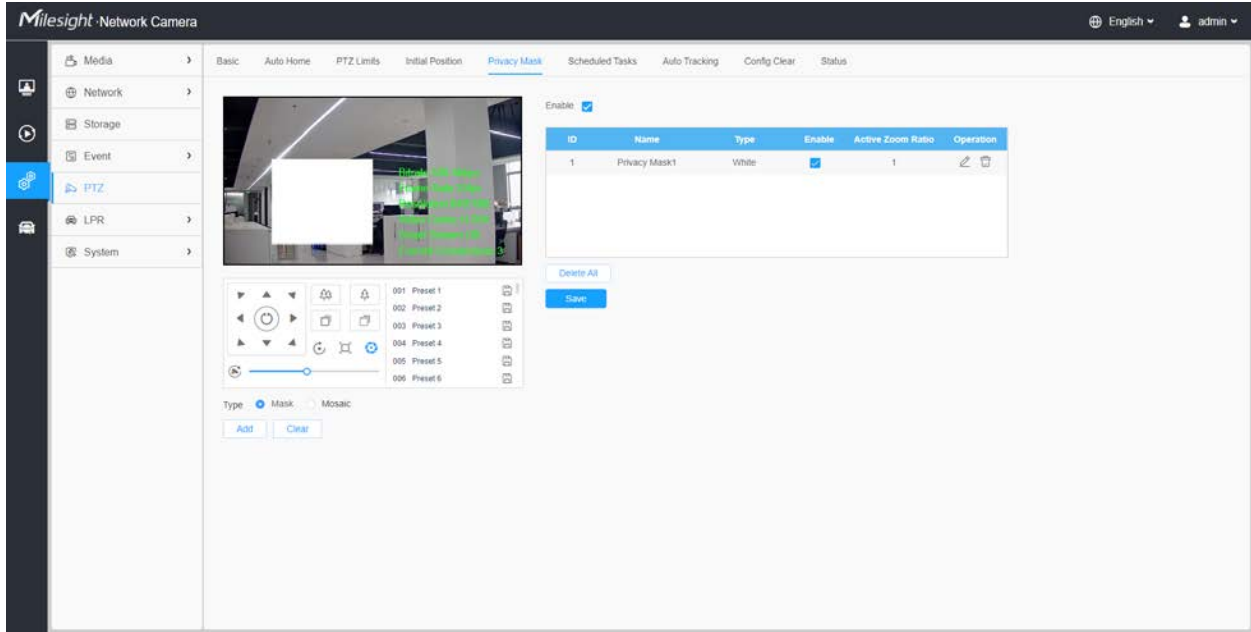 Milesight · Network Camera
English
admin
Media
Network
Storage
Event
PTZ
LPR
System
Basic
Auto Home
PTZ Limits
Initial Position
Privacy Mask
Scheduled Tasks
Auto Tracking
Config Clear
Status
Enable
ID Name Type Enable Active Zoom Ratio Operation
1 Privacy Mask1 White 1
Delete All
Save
001 Preset 1
002 Preset 2
003 Preset 3
004 Preset 4
005 Preset 5
006 Preset 6
Type Mask Mosaic
Add Clear